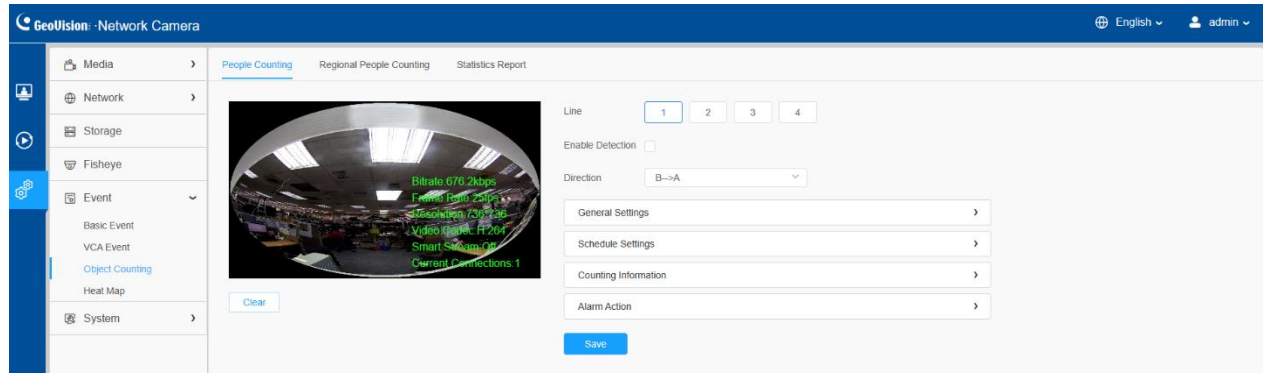 GeoVision: -Network Camera
English
admin
Media
Network
Storage
Fisheye
Event
Basic Event
VCA Event
Object Counting
Heat Map
System
People Counting
Regional People Counting
Statistics Report
Bitrate:676.2kbps
Frame Rate:25fps
Resolution:736*736
Video Codec:H.264
Smart Stream:Off
Current Connections:1
Clear
Line
1
2
3
4
Enable Detection
Direction
B-->A
General Settings
Schedule Settings
Counting Information
Alarm Action
Save